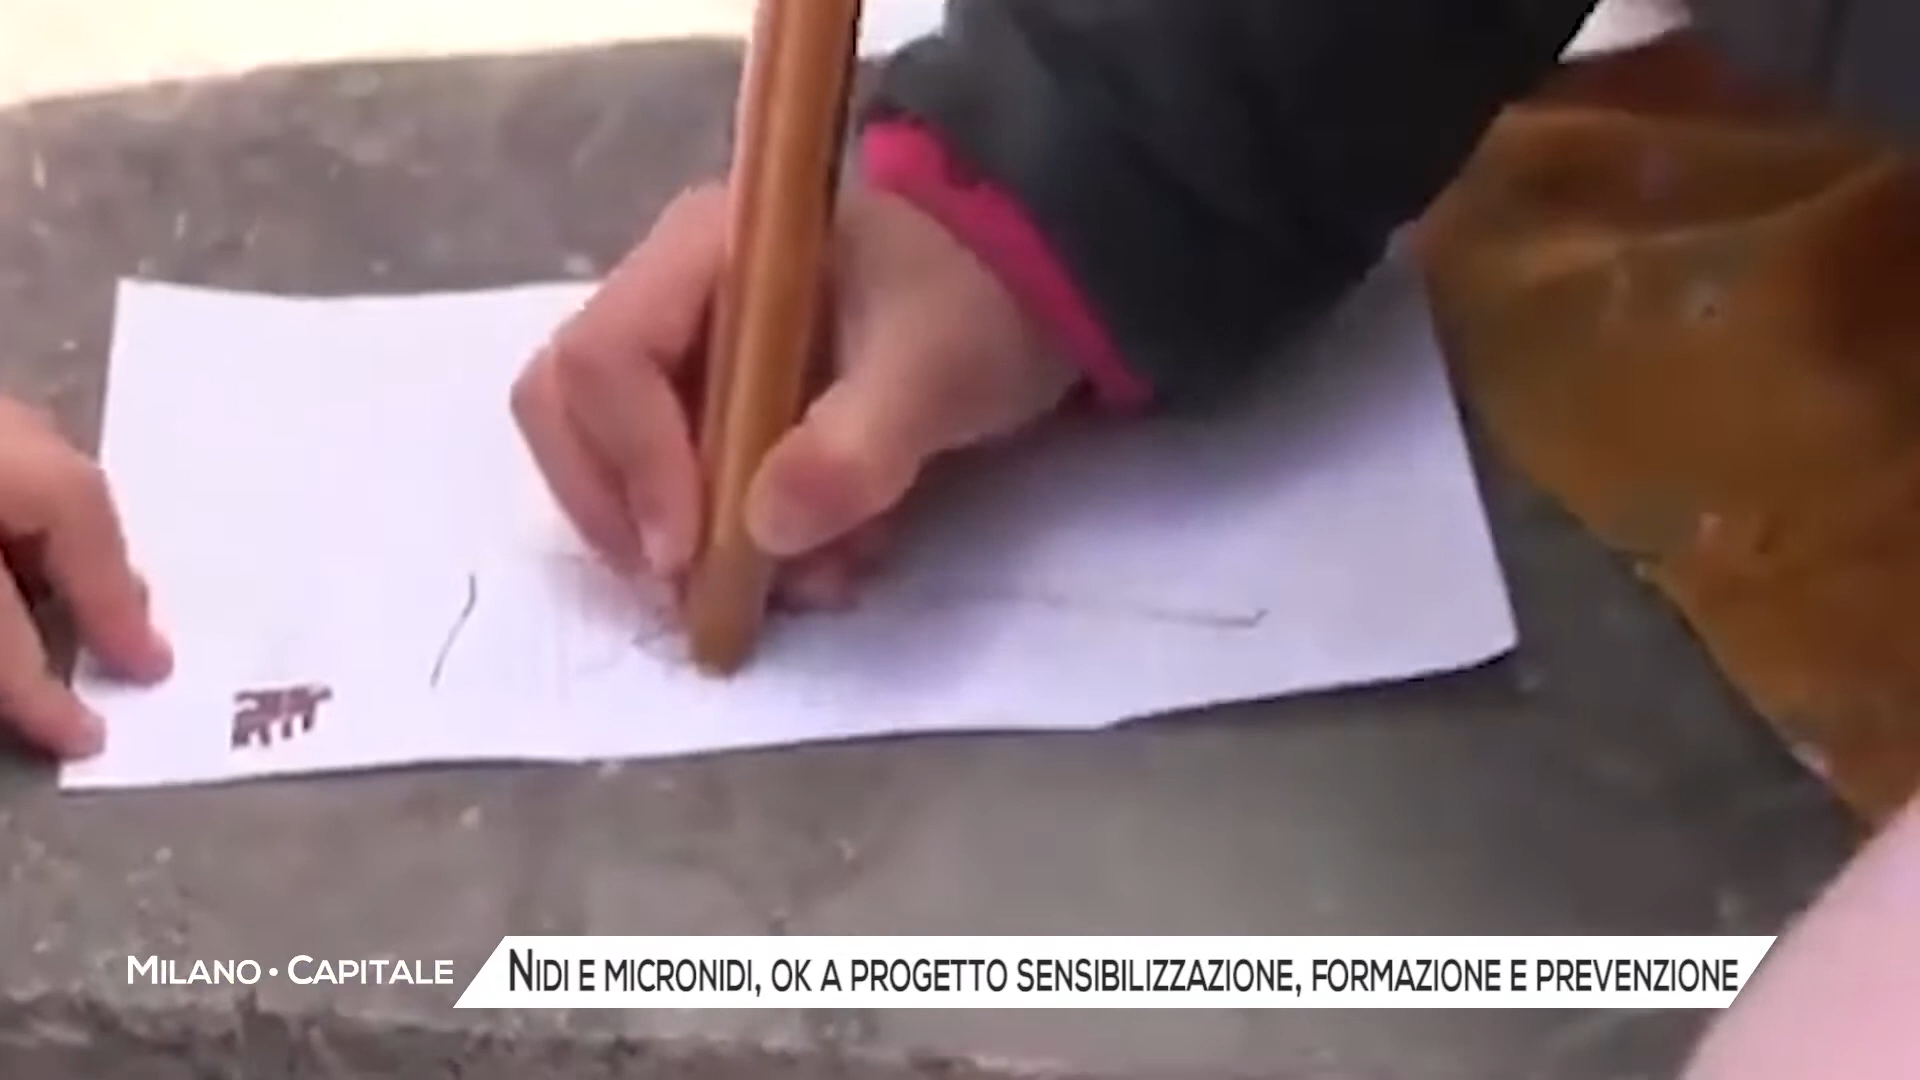 MILANO • CAPITALE
NIDI E MICRONIDI, OK A PROGETTO SENSIBILIZZAZIONE, FORMAZIONE E PREVENZIONE